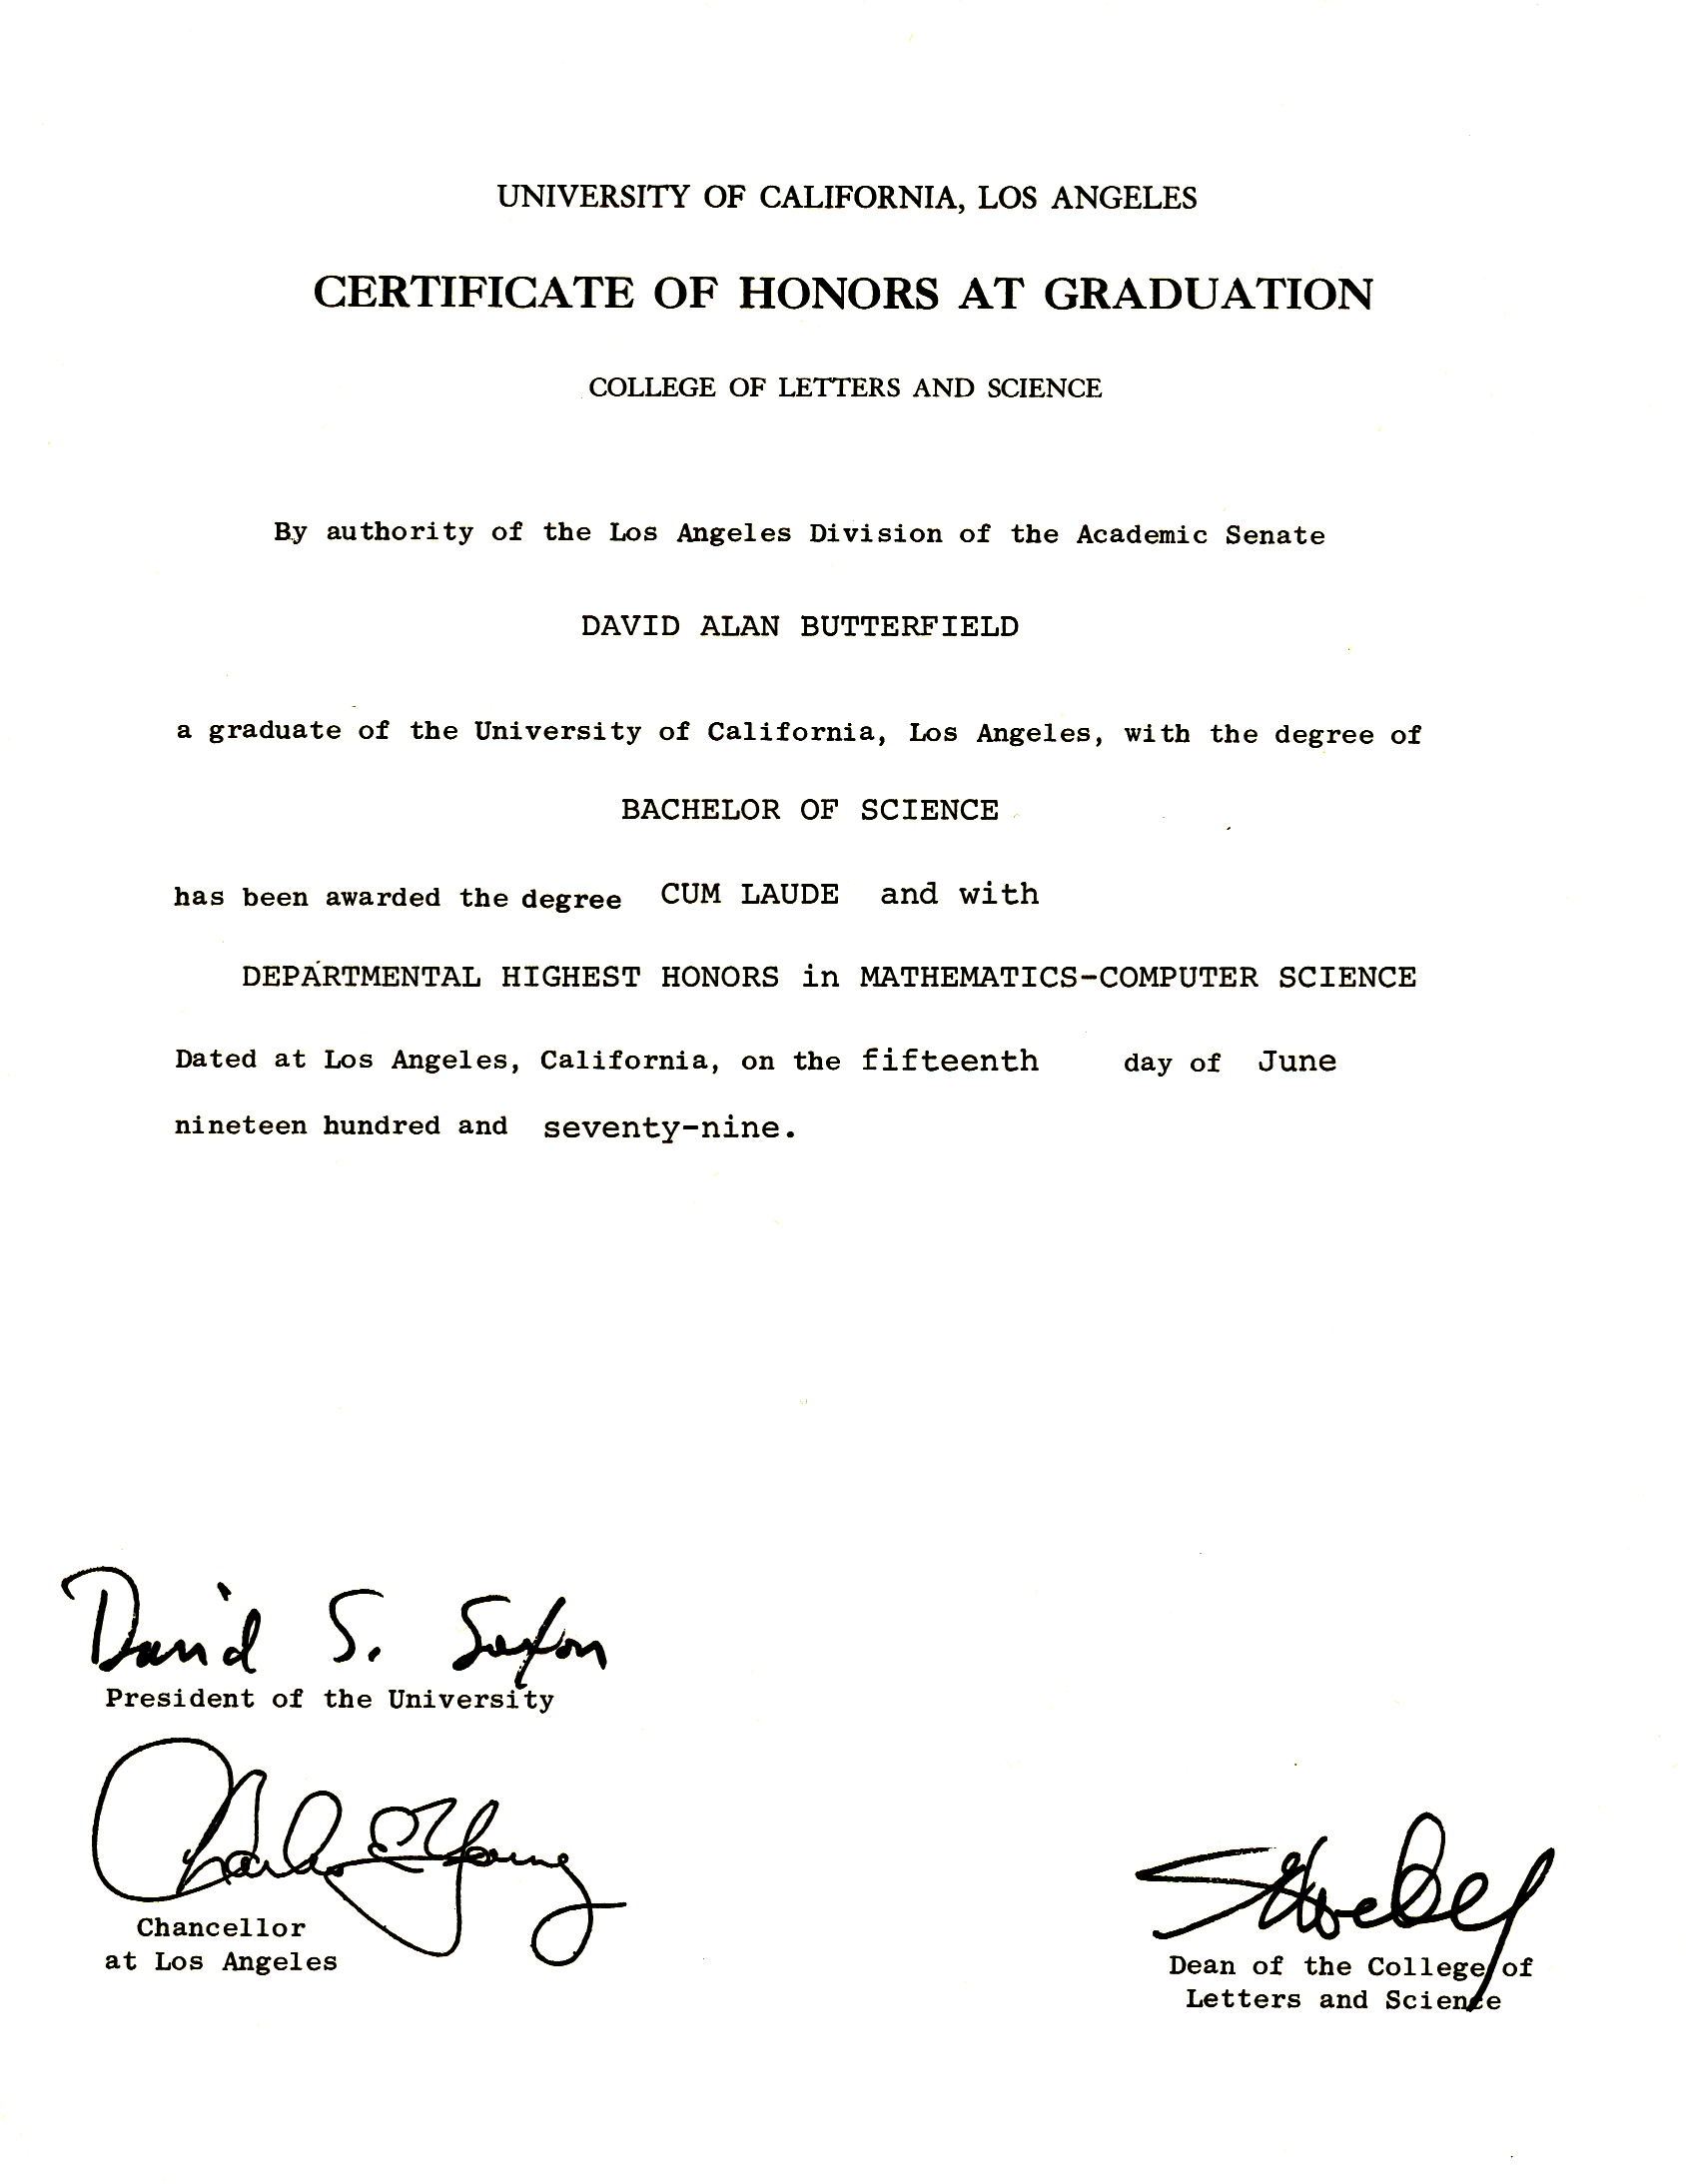 UNIVERSITY OF CALIFORNIA, LOS ANGELES
CERTIFICATE OF HONORS AT GRADUATION
COLLEGE OF LETTERS AND SCIENCE
By authority of the Los Angeles Division of the Academic Senate
DAVID ALAN BUTTERFIELD
a graduate of the University of California, Los Angeles, with the degree of
BACHELOR OF SCIENCE
has been awarded the degree CUM LAUDE and with
DEPARTMENTAL HIGHEST HONORS in MATHEMATICS-COMPUTER SCIENCE
Dated at Los Angeles, California, on the fifteenth day of June
nineteen hundred and seventy-nine.
David S. Saxon
President of the University
Charles E Young
Chancellor
at Los Angeles
Dean of the College of
Letters and Science